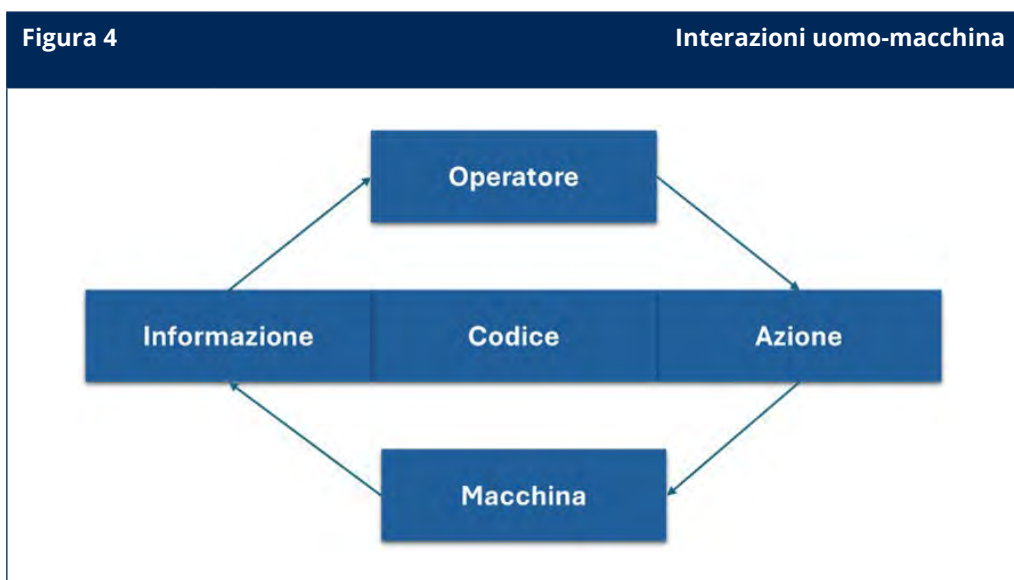 Figura 4
Interazioni uomo-macchina
Operatore
Informazione
Codice
Azione
Macchina